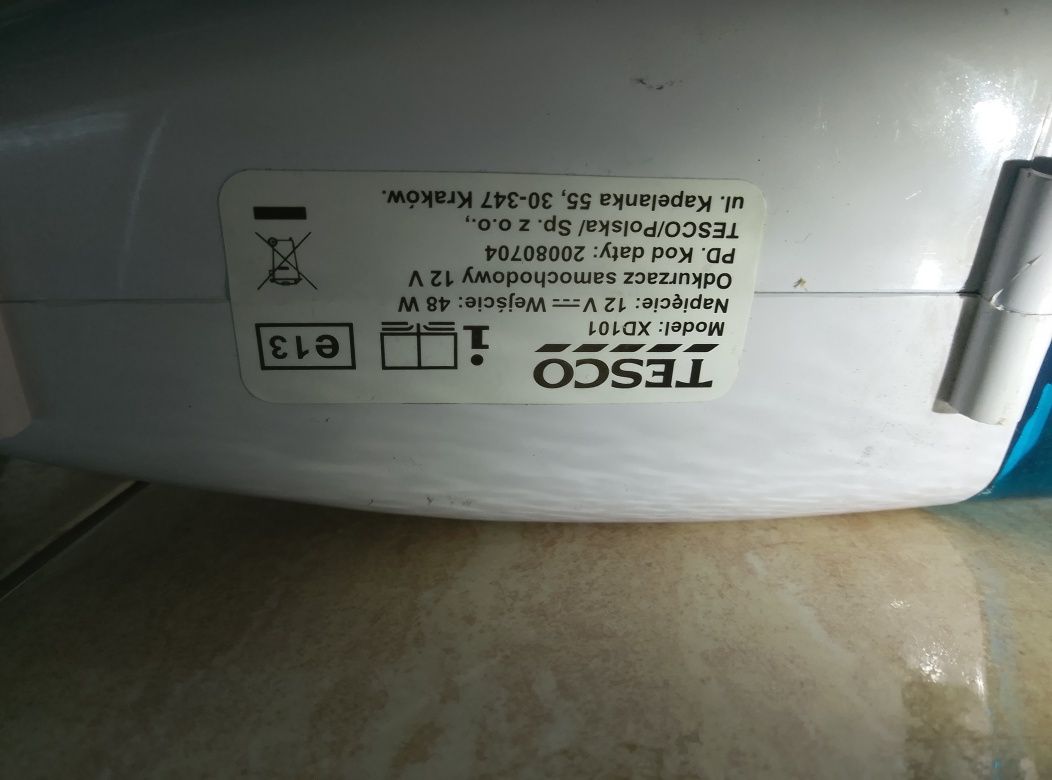 TESCO
Model: XD101
Napięcie: 12 V Wejście: 48 W
Odkurzacz samochodowy 12 V
PD. Kod daty: 20080704
TESCO/Polska/ Sp. z o.o.,
ul. Kapelanka 55, 30-347 Kraków.
i
e13